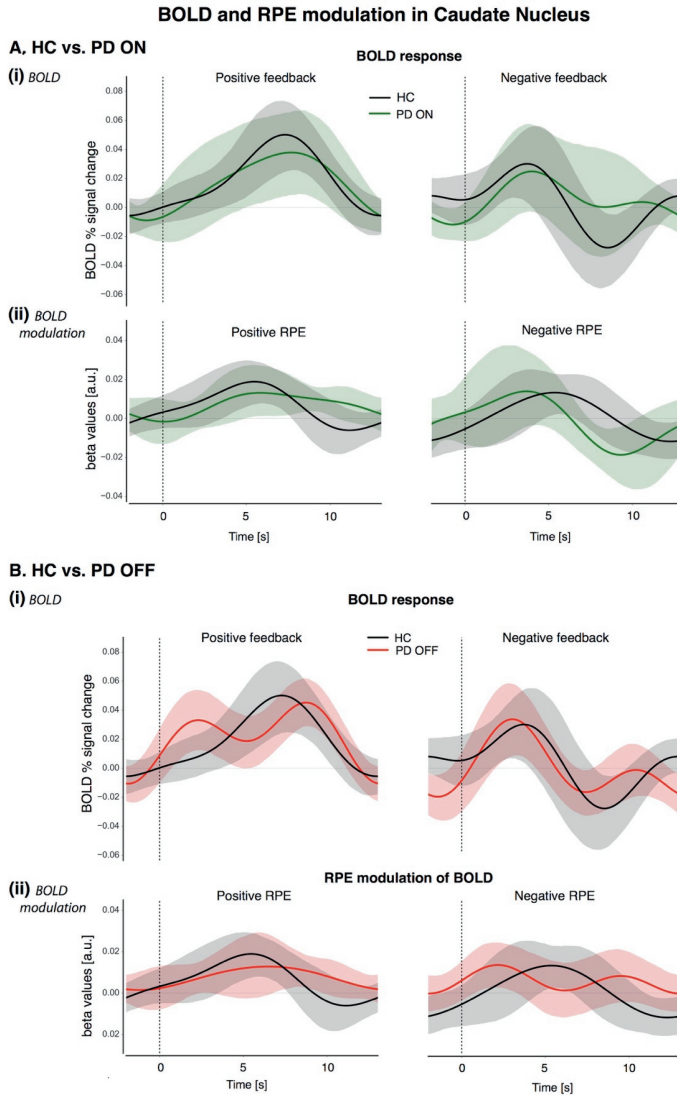 BOLD and RPE modulation in Caudate Nucleus
A. HC vs. PD ON
BOLD response
(i) BOLD
Positive feedback
Negative feedback
HC
PD ON
BOLD % signal change
0.08
0.06
0.04
0.02
0.00
−0.02
−0.04
−0.06
(ii) BOLD
modulation
Positive RPE
Negative RPE
beta values [a.u.]
0.04
0.02
0.00
−0.02
−0.04
0
5
10
0
5
10
Time [s]
Time [s]
B. HC vs. PD OFF
(i) BOLD
BOLD response
Positive feedback
Negative feedback
HC
PD OFF
BOLD % signal change
0.08
0.06
0.04
0.02
0.00
−0.02
−0.04
−0.06
RPE modulation of BOLD
(ii) BOLD
modulation
Positive RPE
Negative RPE
beta values [a.u.]
0.04
0.02
0.00
0.02
0
5
10
0
5
10
Time [s]
Time [s]